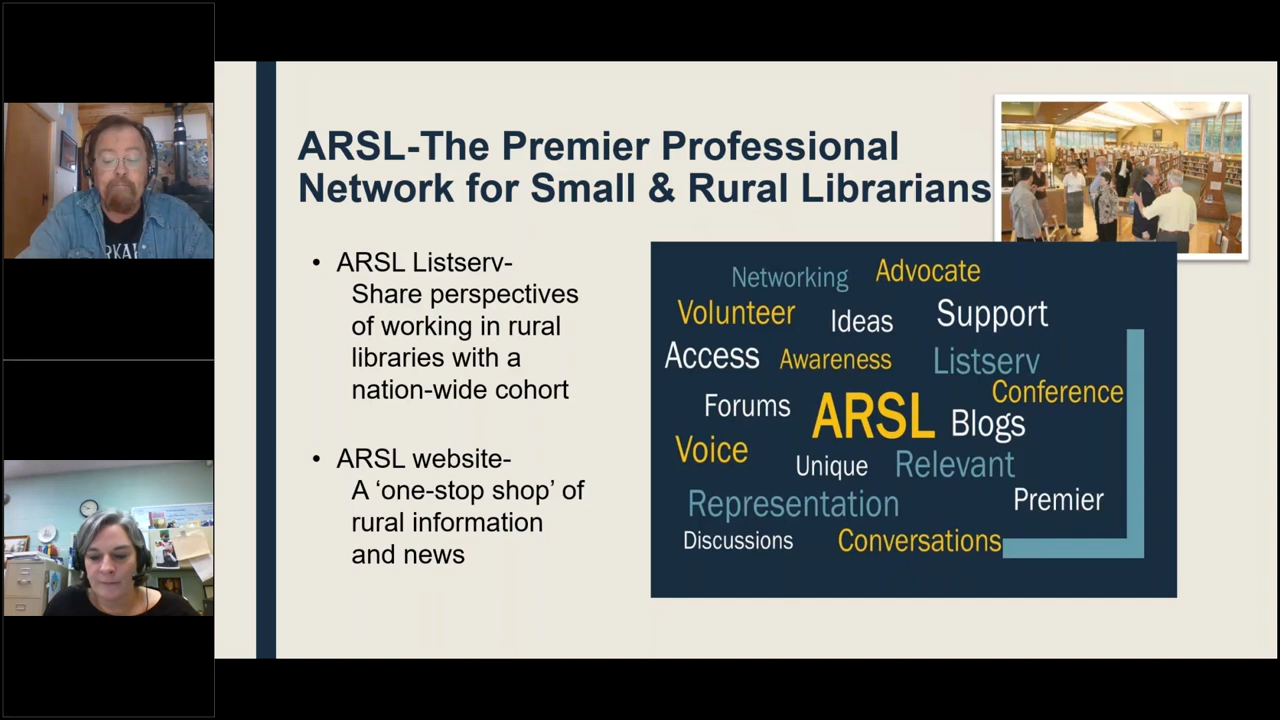 ARSL-The Premier Professional
Network for Small & Rural Librarians
• ARSL Listserv-
Share perspectives
of working in rural
libraries with a
nation-wide cohort
• ARSL website-
A ‘one-stop shop’ of
rural information
and news
Networking Advocate
Volunteer Ideas Support
Access Awareness Listserv
Conference
Forums ARSL Blogs
Voice Unique Relevant
Representation Premier
Discussions Conversations